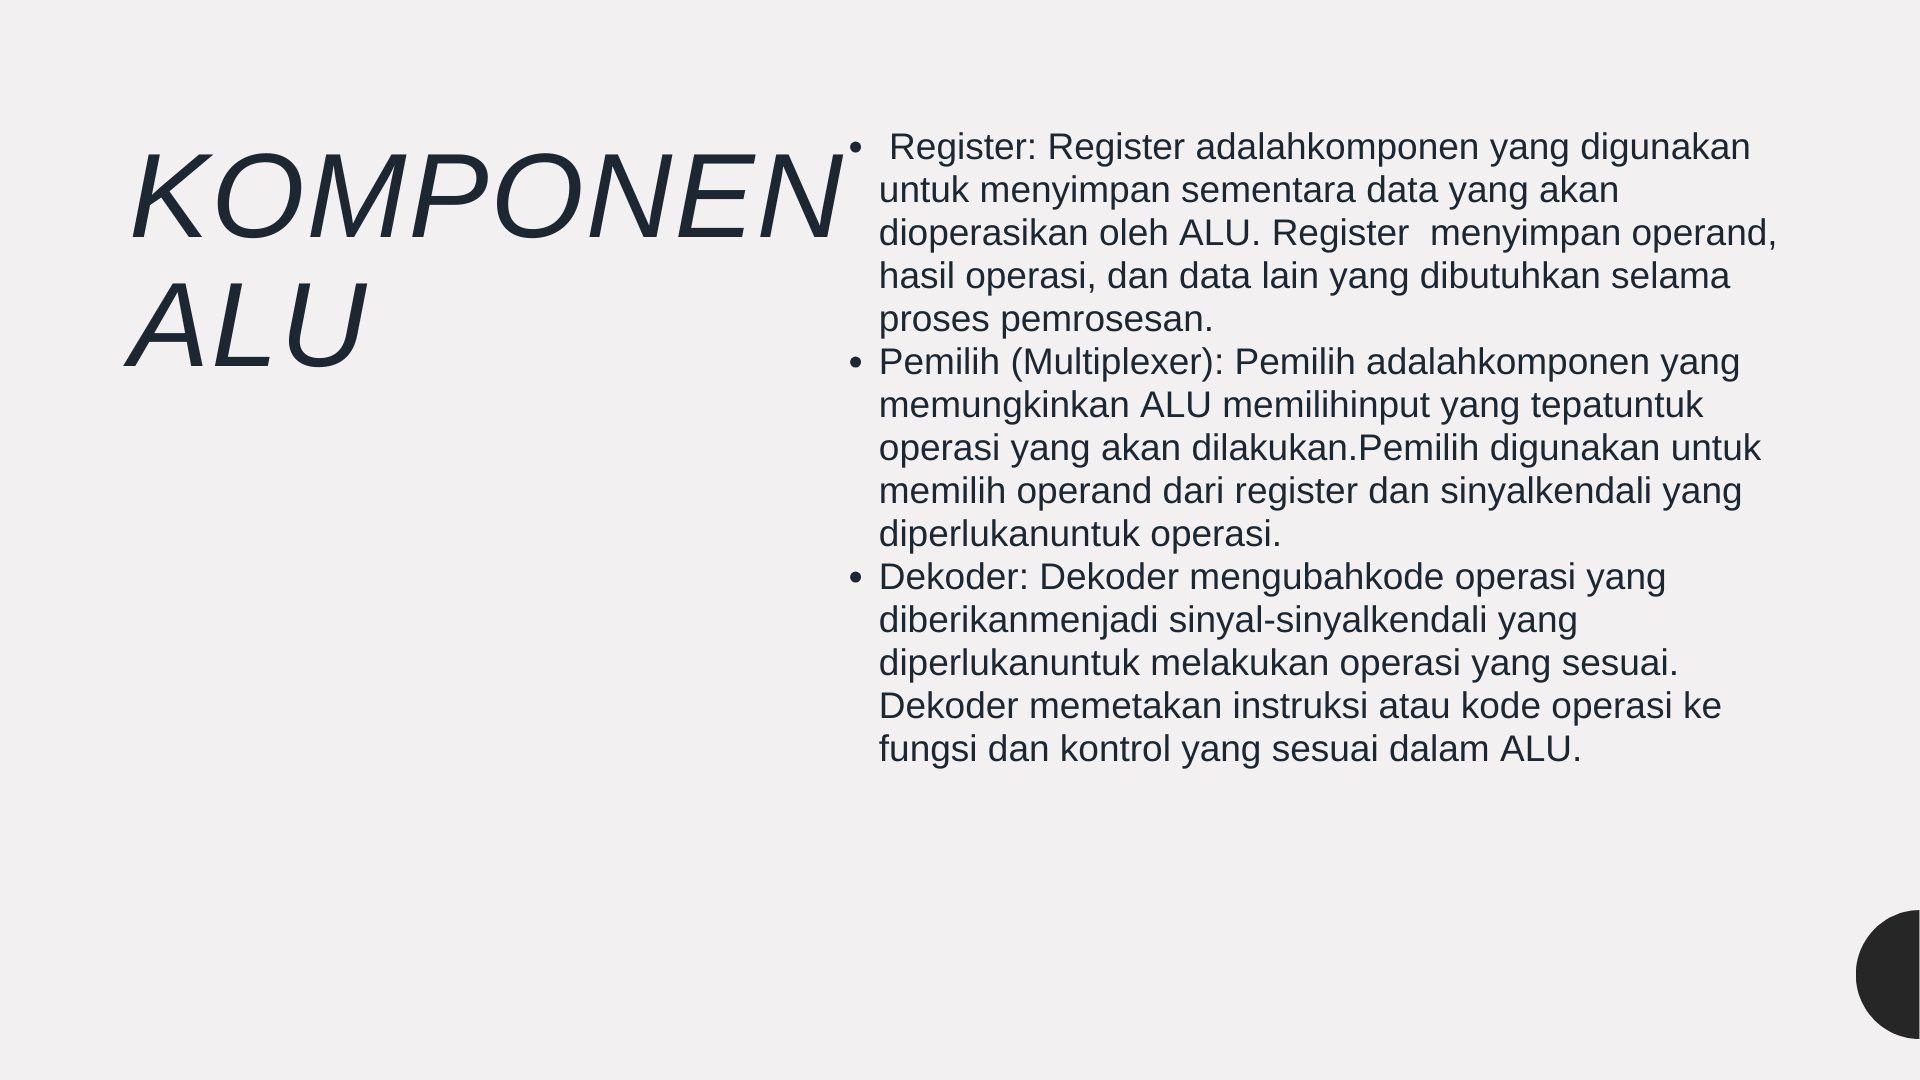 KOMPONEN
ALU
• Register: Register adalahkomponen yang digunakan
untuk menyimpan sementara data yang akan
dioperasikan oleh ALU. Register  menyimpan operand,
hasil operasi, dan data lain yang dibutuhkan selama
proses pemrosesan.
• Pemilih (Multiplexer): Pemilih adalahkomponen yang
memungkinkan ALU memilihinput yang tepatuntuk
operasi yang akan dilakukan.Pemilih digunakan untuk
memilih operand dari register dan sinyalkendali yang
diperlukanuntuk operasi.
• Dekoder: Dekoder mengubahkode operasi yang
diberikanmenjadi sinyal-sinyalkendali yang
diperlukanuntuk melakukan operasi yang sesuai.
Dekoder memetakan instruksi atau kode operasi ke
fungsi dan kontrol yang sesuai dalam ALU.